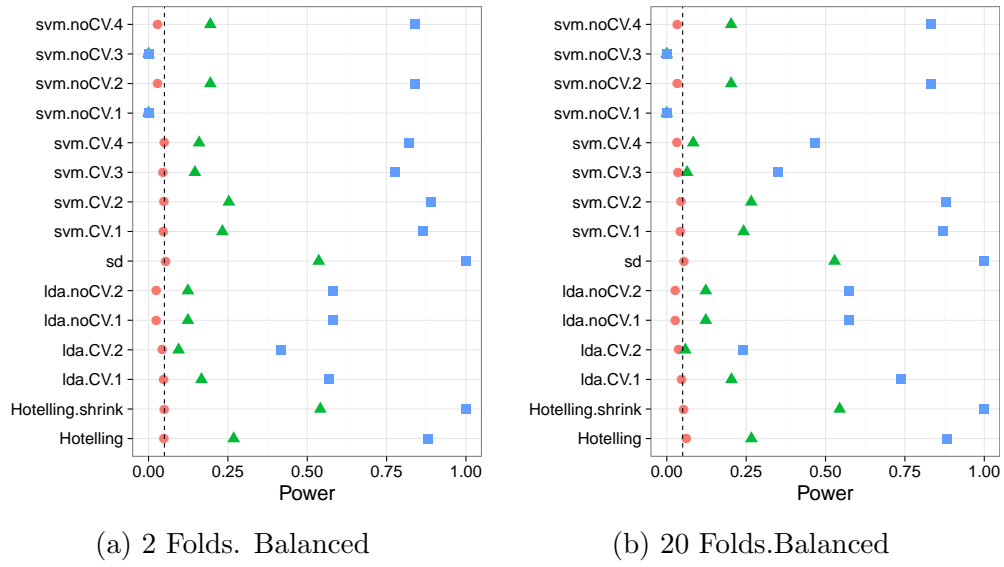 svm.noCV.4
svm.noCV.3
svm.noCV.2
svm.noCV.1
svm.CV.4
svm.CV.3
svm.CV.2
svm.CV.1
sd
lda.noCV.2
lda.noCV.1
lda.CV.2
lda.CV.1
Hotelling.shrink
Hotelling
0.00 0.25 0.50 0.75 1.00
Power
(a) 2 Folds. Balanced
svm.noCV.4
svm.noCV.3
svm.noCV.2
svm.noCV.1
svm.CV.4
svm.CV.3
svm.CV.2
svm.CV.1
sd
lda.noCV.2
lda.noCV.1
lda.CV.2
lda.CV.1
Hotelling.shrink
Hotelling
0.00 0.25 0.50 0.75 1.00
Power
(b) 20 Folds.Balanced